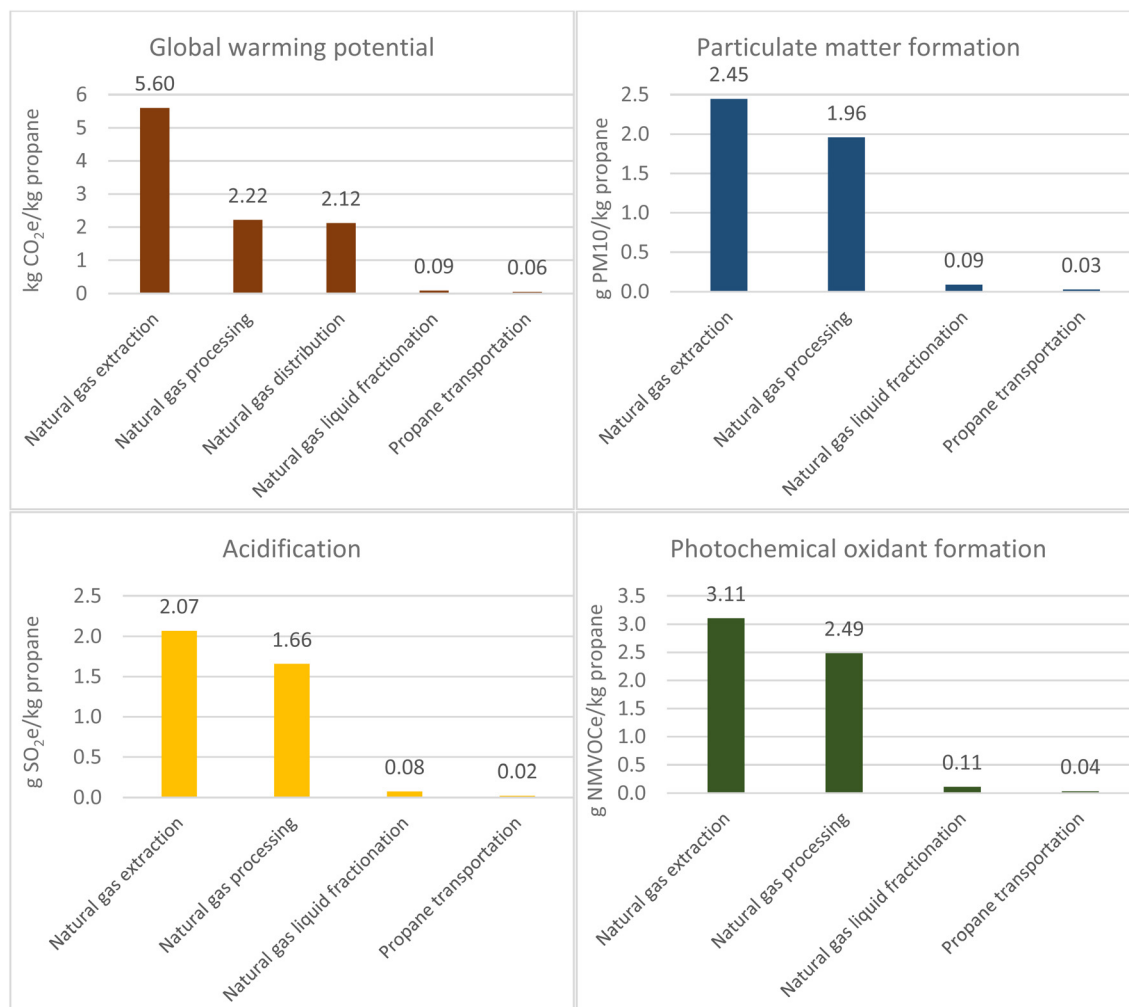 Global warming potential
kg CO₂e/kg propane
6
5
4
3
2
1
0
5.60
2.22
2.12
0.09
0.06
Natural gas extraction
Natural gas processing
Natural gas distribution
Natural gas liquid fractionation
Propane transportation
Particulate matter formation
g PM10/kg propane
2.5
2.0
1.5
1.0
0.5
0.0
2.45
1.96
0.09
0.03
Natural gas extraction
Natural gas processing
Natural gas liquid fractionation
Propane transportation
Acidification
g SO₂e/kg propane
2.5
2.0
1.5
1.0
0.5
0.0
2.07
1.66
0.08
0.02
Natural gas extraction
Natural gas processing
Natural gas liquid fractionation
Propane transportation
Photochemical oxidant formation
g NMVOCe/kg propane
3.5
3.0
2.5
2.0
1.5
1.0
0.5
0.0
3.11
2.49
0.11
0.04
Natural gas extraction
Natural gas processing
Natural gas liquid fractionation
Propane transportation